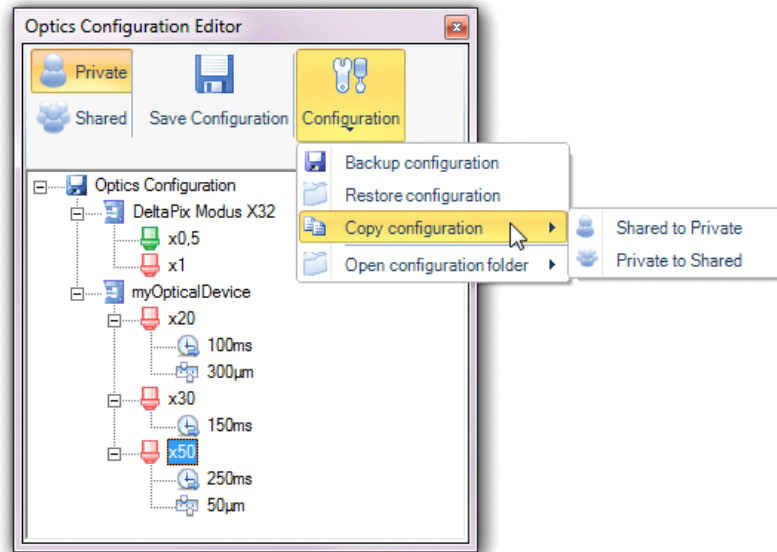 Optics Configuration Editor
Private
Shared
Save Configuration
Configuration
Backup configuration
Restore configuration
Copy configuration
Open configuration folder
Shared to Private
Private to Shared
Optics Configuration
DeltaPix Modus X32
x0,5
x1
myOpticalDevice
x20
100ms
300µm
x30
150ms
x50
250ms
50µm